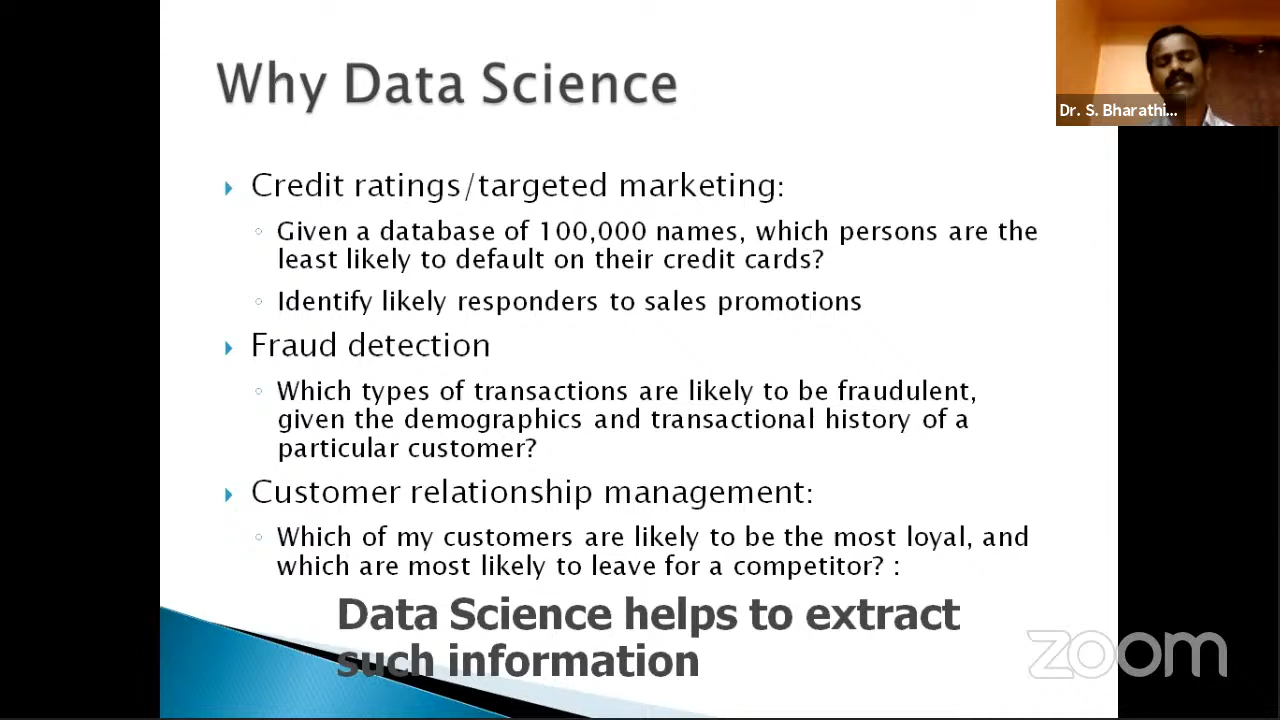 Why Data Science
Dr. S. Bharathi...
Credit ratings/targeted marketing:
Given a database of 100,000 names, which persons are the
least likely to default on their credit cards?
Identify likely responders to sales promotions
Fraud detection
Which types of transactions are likely to be fraudulent,
given the demographics and transactional history of a
particular customer?
Customer relationship management:
Which of my customers are likely to be the most loyal, and
which are most likely to leave for a competitor? :
Data Science helps to extract
such information
zoom